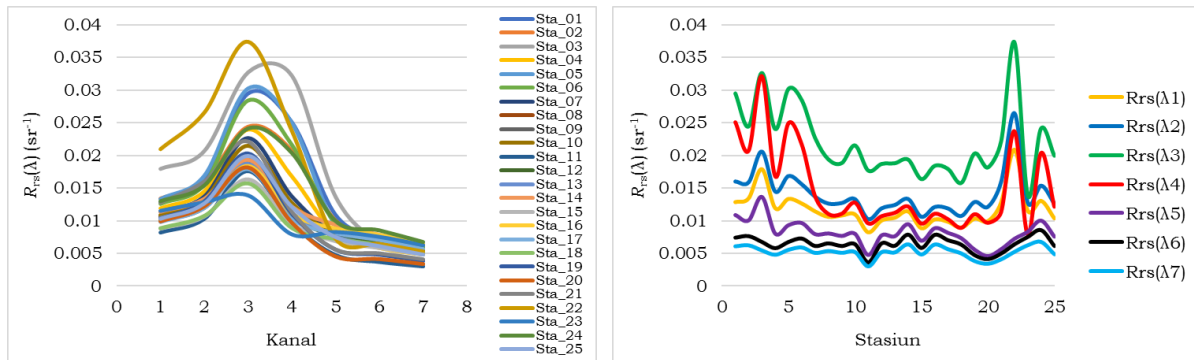 R_rs(λ) (sr⁻¹)
0.04
0.035
0.03
0.025
0.02
0.015
0.01
0.005
0
0 1 2 3 4 5 6 7 8
Kanal
Sta_01
Sta_02
Sta_03
Sta_04
Sta_05
Sta_06
Sta_07
Sta_08
Sta_09
Sta_10
Sta_11
Sta_12
Sta_13
Sta_14
Sta_15
Sta_16
Sta_17
Sta_18
Sta_19
Sta_20
Sta_21
Sta_22
Sta_23
Sta_24
Sta_25
R_rs(λ) (sr⁻¹)
0.04
0.035
0.03
0.025
0.02
0.015
0.01
0.005
0
0 5 10 15 20 25
Stasiun
Rrs(λ1)
Rrs(λ2)
Rrs(λ3)
Rrs(λ4)
Rrs(λ5)
Rrs(λ6)
Rrs(λ7)